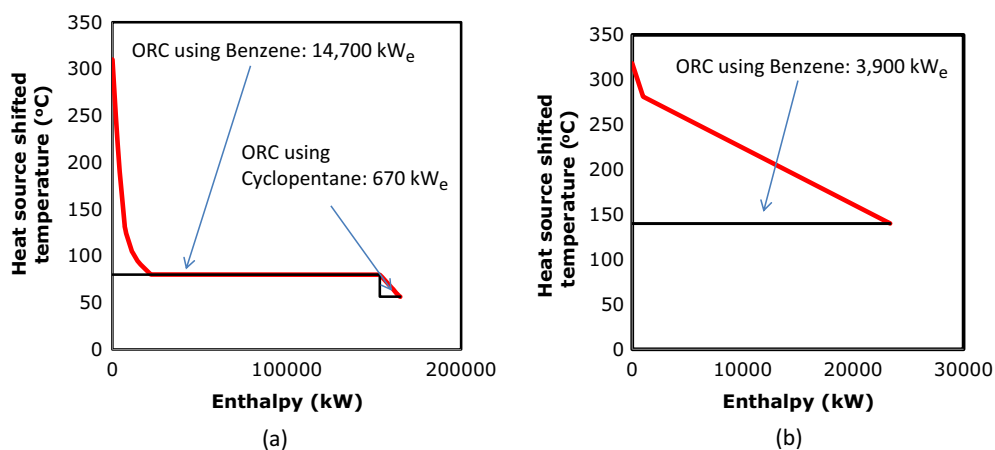 350
300
250
200
150
100
50
0
Heat source shifted
temperature (°C)
ORC using Benzene: 14,700 kWe
ORC using
Cyclopentane: 670 kWe
0
100000
200000
Enthalpy (kW)
(a)
350
300
250
200
150
100
50
0
Heat source shifted
temperature (°C)
ORC using Benzene: 3,900 kWe
0
10000
20000
30000
Enthalpy (kW)
(b)